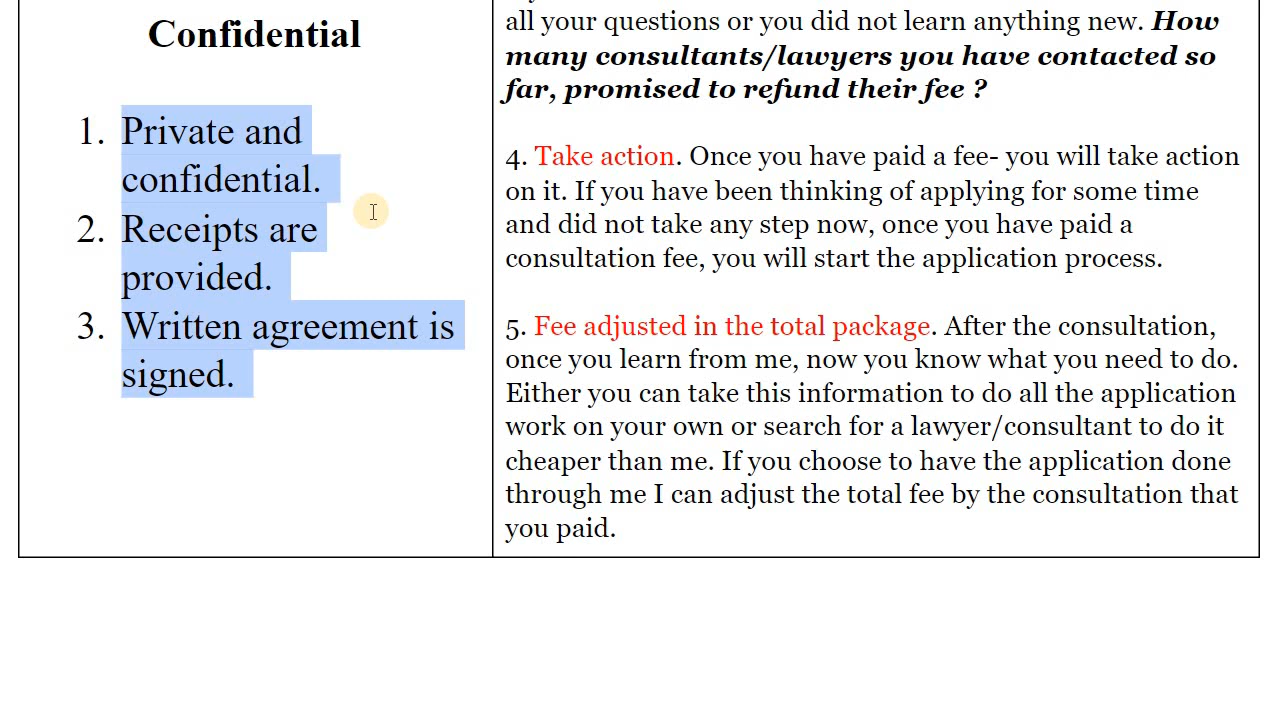 Confidential
1. Private and
confidential.
2. Receipts are
provided.
3. Written agreement is
signed.
all your questions or you did not learn anything new. How
many consultants/lawyers you have contacted so
far, promised to refund their fee ?
4. Take action. Once you have paid a fee- you will take action
on it. If you have been thinking of applying for some time
and did not take any step now, once you have paid a
consultation fee, you will start the application process.
5. Fee adjusted in the total package. After the consultation,
once you learn from me, now you know what you need to do.
Either you can take this information to do all the application
work on your own or search for a lawyer/consultant to do it
cheaper than me. If you choose to have the application done
through me I can adjust the total fee by the consultation that
you paid.